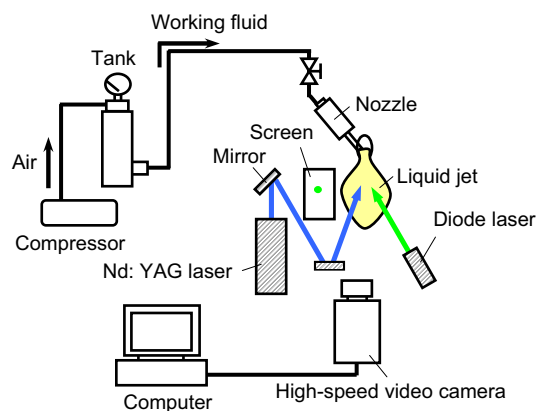 Working fluid
Tank
Nozzle
Screen
Air
Mirror
Liquid jet
Compressor
Diode laser
Nd: YAG laser
Computer
High-speed video camera